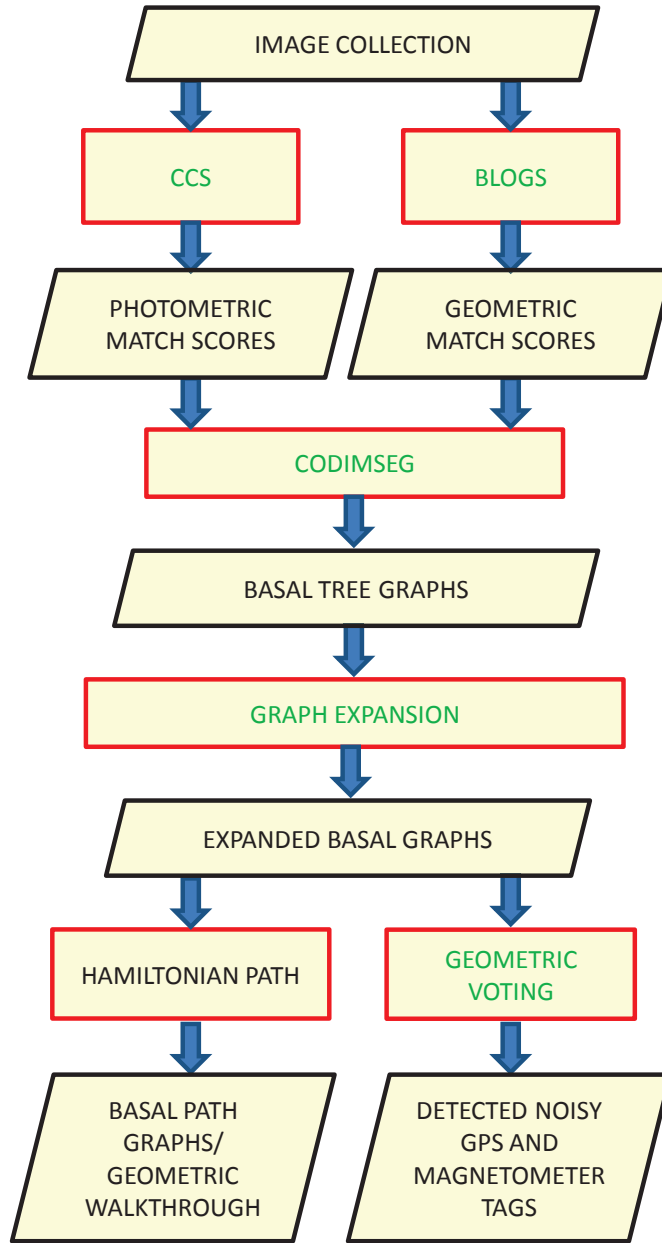 IMAGE COLLECTION
CCS
BLOGS
PHOTOMETRIC
MATCH SCORES
GEOMETRIC
MATCH SCORES
CODIMSEG
BASAL TREE GRAPHS
GRAPH EXPANSION
EXPANDED BASAL GRAPHS
HAMILTONIAN PATH
GEOMETRIC
VOTING
BASAL PATH
GRAPHS/
GEOMETRIC
WALKTHROUGH
DETECTED NOISY
GPS AND
MAGNETOMETER
TAGS